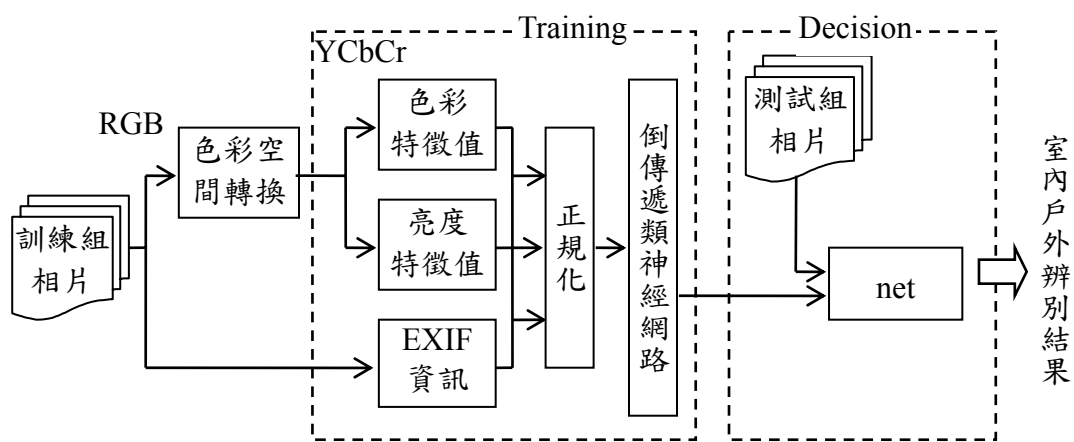 Training
Decision
YCbCr
RGB
訓練組
相片
色彩空
間轉換
色彩
特徵值
亮度
特徵值
EXIF
資訊
正規化
倒傳遞類神經網路
測試組
相片
net
室內戶外辨別結果